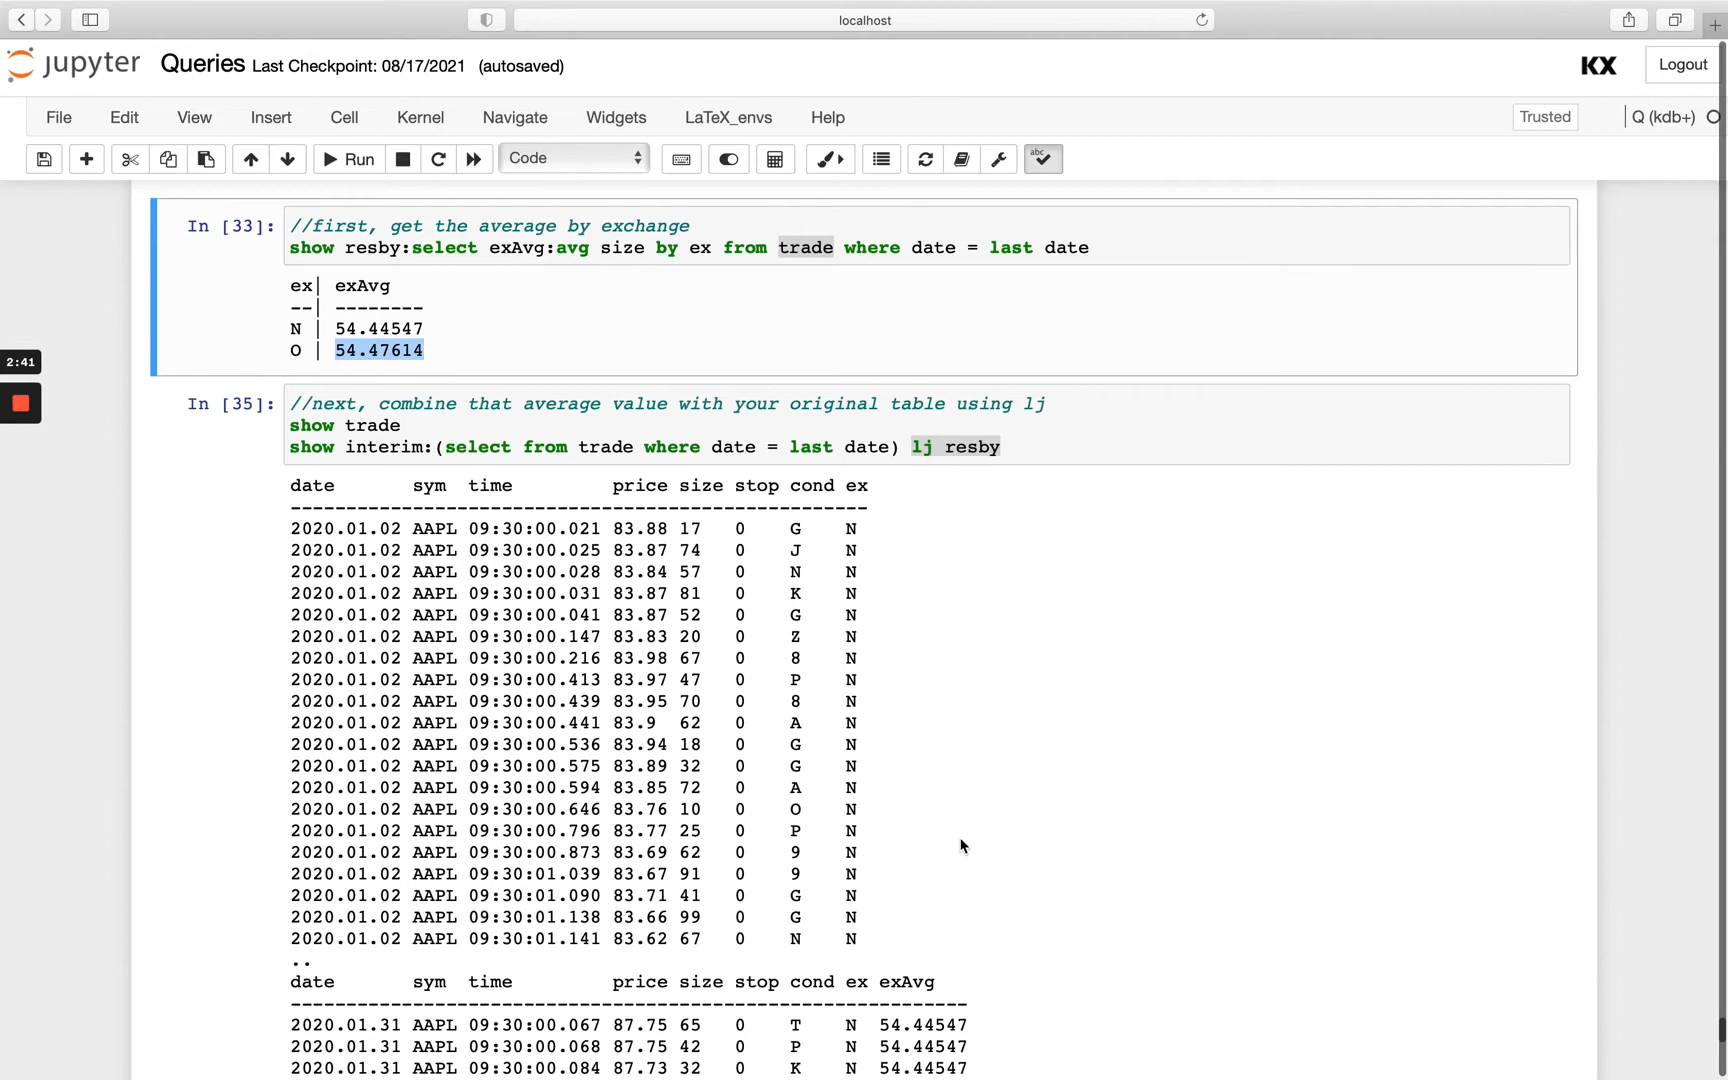 localhost
jupyter Queries Last Checkpoint: 08/17/2021 (autosaved) KX Logout
File Edit View Insert Cell Kernel Navigate Widgets LaTeX_envs Help Trusted Q (kdb+)
Run Code abc
In [33]: //first, get the average by exchange
show resby:select exAvg:avg size by ex from trade where date = last date
ex| exAvg
--| --------
N | 54.44547
O | 54.47614
2:41
In [35]: //next, combine that average value with your original table using lj
show trade
show interim:(select from trade where date = last date) lj resby
date sym time price size stop cond ex
---------------------------------------------------
2020.01.02 AAPL 09:30:00.021 83.88 17 0 G N
2020.01.02 AAPL 09:30:00.025 83.87 74 0 J N
2020.01.02 AAPL 09:30:00.028 83.84 57 0 N N
2020.01.02 AAPL 09:30:00.031 83.87 81 0 K N
2020.01.02 AAPL 09:30:00.041 83.87 52 0 G N
2020.01.02 AAPL 09:30:00.147 83.83 20 0 Z N
2020.01.02 AAPL 09:30:00.216 83.98 67 0 8 N
2020.01.02 AAPL 09:30:00.413 83.97 47 0 P N
2020.01.02 AAPL 09:30:00.439 83.95 70 0 8 N
2020.01.02 AAPL 09:30:00.441 83.9 62 0 A N
2020.01.02 AAPL 09:30:00.536 83.94 18 0 G N
2020.01.02 AAPL 09:30:00.575 83.89 32 0 G N
2020.01.02 AAPL 09:30:00.594 83.85 72 0 A N
2020.01.02 AAPL 09:30:00.646 83.76 10 0 O N
2020.01.02 AAPL 09:30:00.796 83.77 25 0 P N
2020.01.02 AAPL 09:30:00.873 83.69 62 0 9 N
2020.01.02 AAPL 09:30:01.039 83.67 91 0 9 N
2020.01.02 AAPL 09:30:01.090 83.71 41 0 G N
2020.01.02 AAPL 09:30:01.138 83.66 99 0 G N
2020.01.02 AAPL 09:30:01.141 83.62 67 0 N N
..
date sym time price size stop cond ex exAvg
------------------------------------------------------------
2020.01.31 AAPL 09:30:00.067 87.75 65 0 T N 54.44547
2020.01.31 AAPL 09:30:00.068 87.75 42 0 P N 54.44547
2020.01.31 AAPL 09:30:00.084 87.73 32 0 K N 54.44547